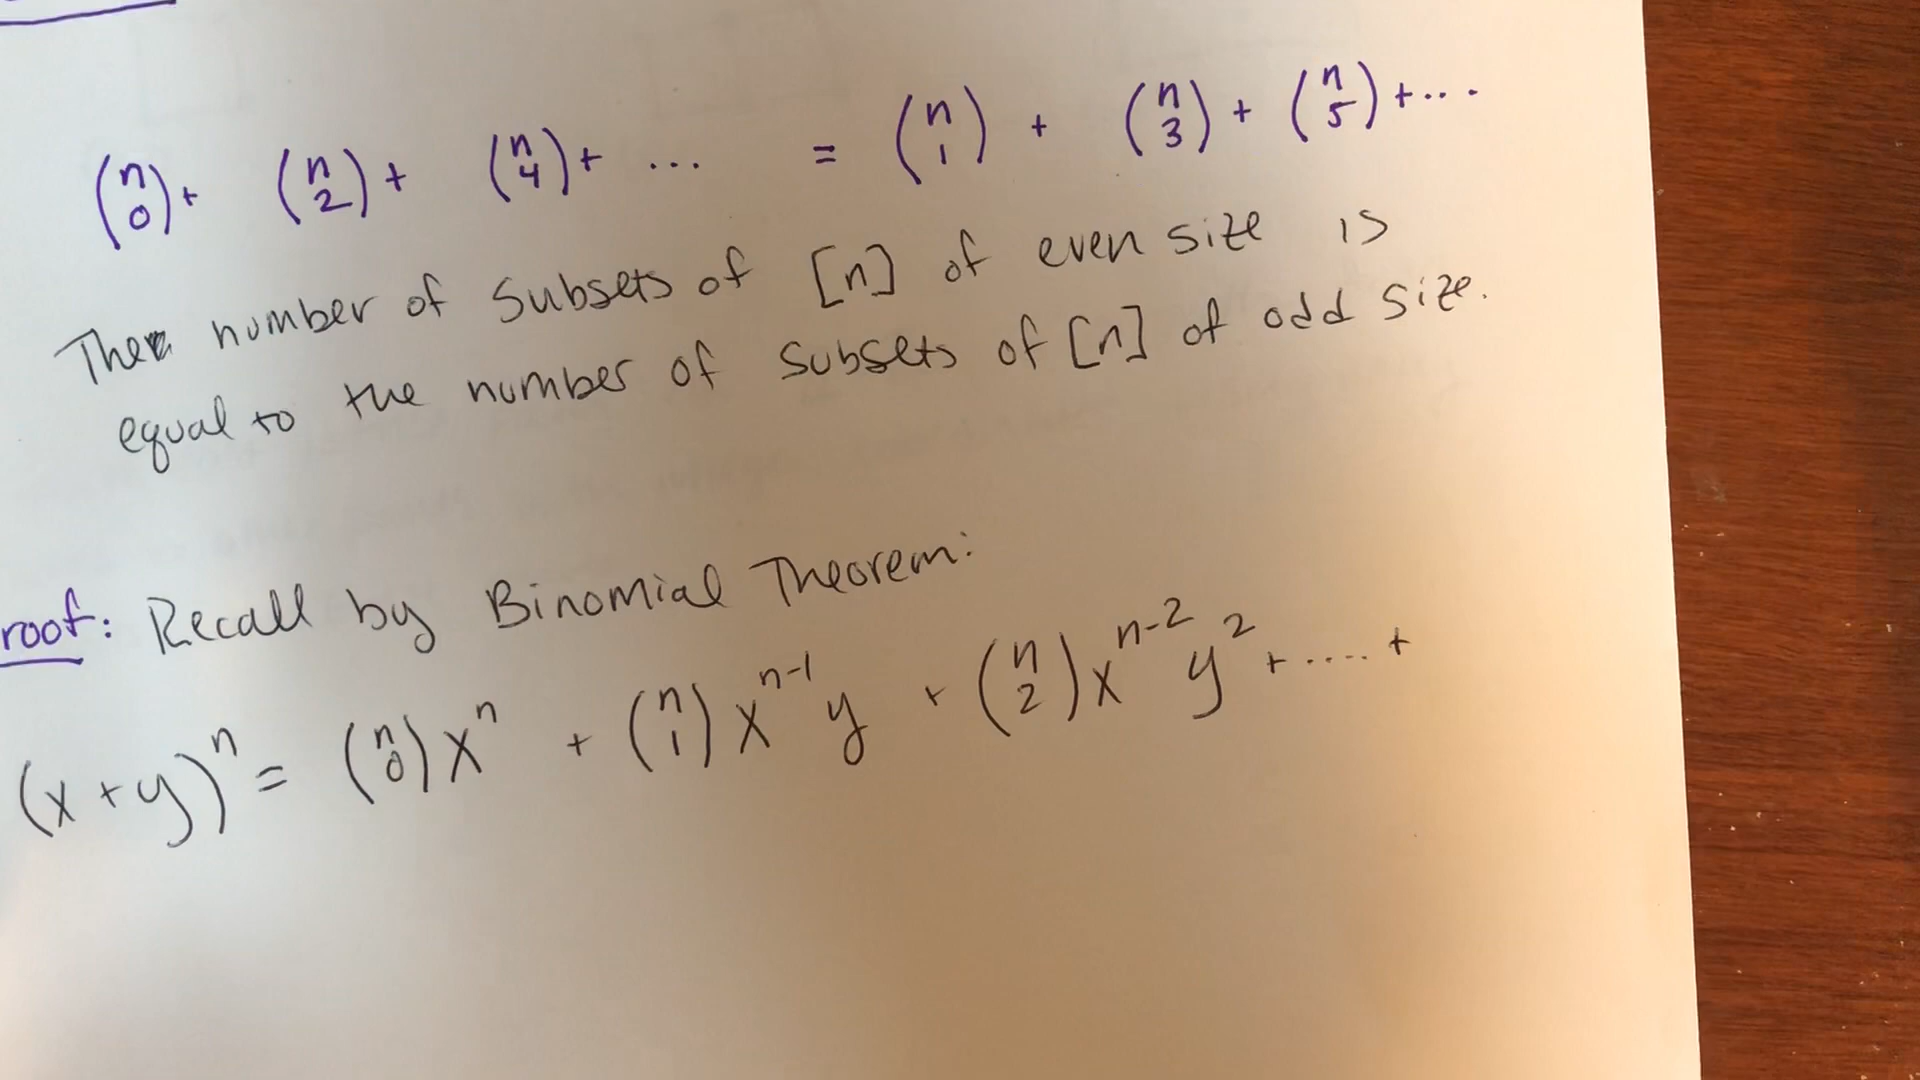 (n 0) + (n 2) + (n 4) + ... = (n 1) + (n 3) + (n 5) + ...
The number of subsets of [n] of even size is
equal to the number of subsets of [n] of odd size.
roof: Recall by Binomial Theorem:
(x+y)^n = (n 0)x^n + (n 1)x^{n-1}y + (n 2)x^{n-2}y^2 + ..... +